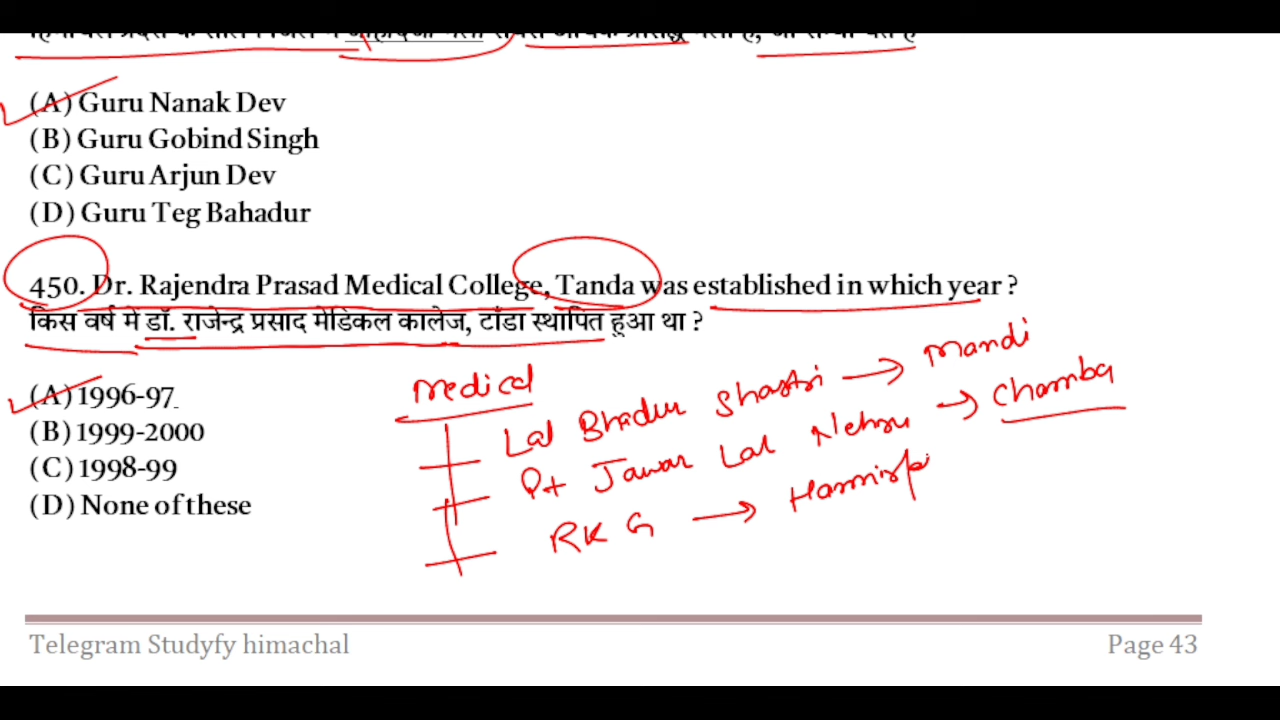 (A) Guru Nanak Dev
(B) Guru Gobind Singh
(C) Guru Arjun Dev
(D) Guru Teg Bahadur
450. Dr. Rajendra Prasad Medical College, Tanda was established in which year ?
किस वर्ष में डॉ. राजेन्द्र प्रसाद मेडिकल कालेज, टाँडा स्थापित हुआ था ?
(A) 1996-97
(B) 1999-2000
(C) 1998-99
(D) None of these
Medical
Lal Bhadur Shastri → Mandi
Pt Jawar Lal Nehru → Chamba
RK G → Hamirp
Telegram Studyfy himachal
Page 43